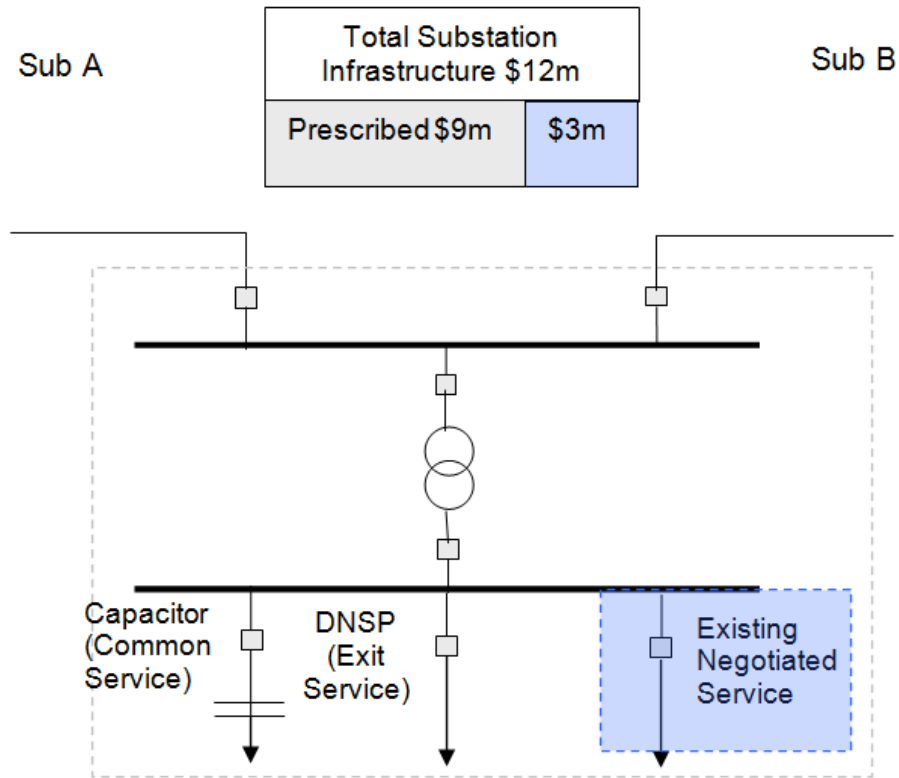 Sub A
Total Substation
Infrastructure $12m
Sub B
Prescribed $9m
$3m
Capacitor
(Common
Service)
DNSP
(Exit
Service)
Existing
Negotiated
Service